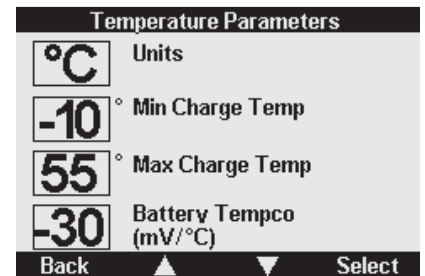 Temperature Parameters
°C Units
-10 ° Min Charge Temp
55 ° Max Charge Temp
-30 Battery Tempco
(mV/°C)
Back Select